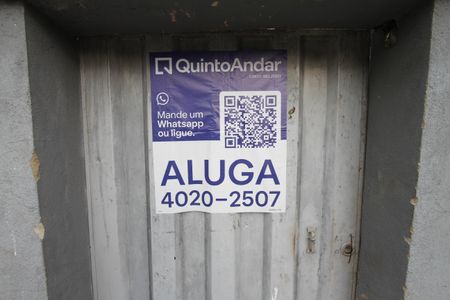 QuintoAndar
Mande um
Whatsapp
ou ligue.
ALUGA
4020-2507